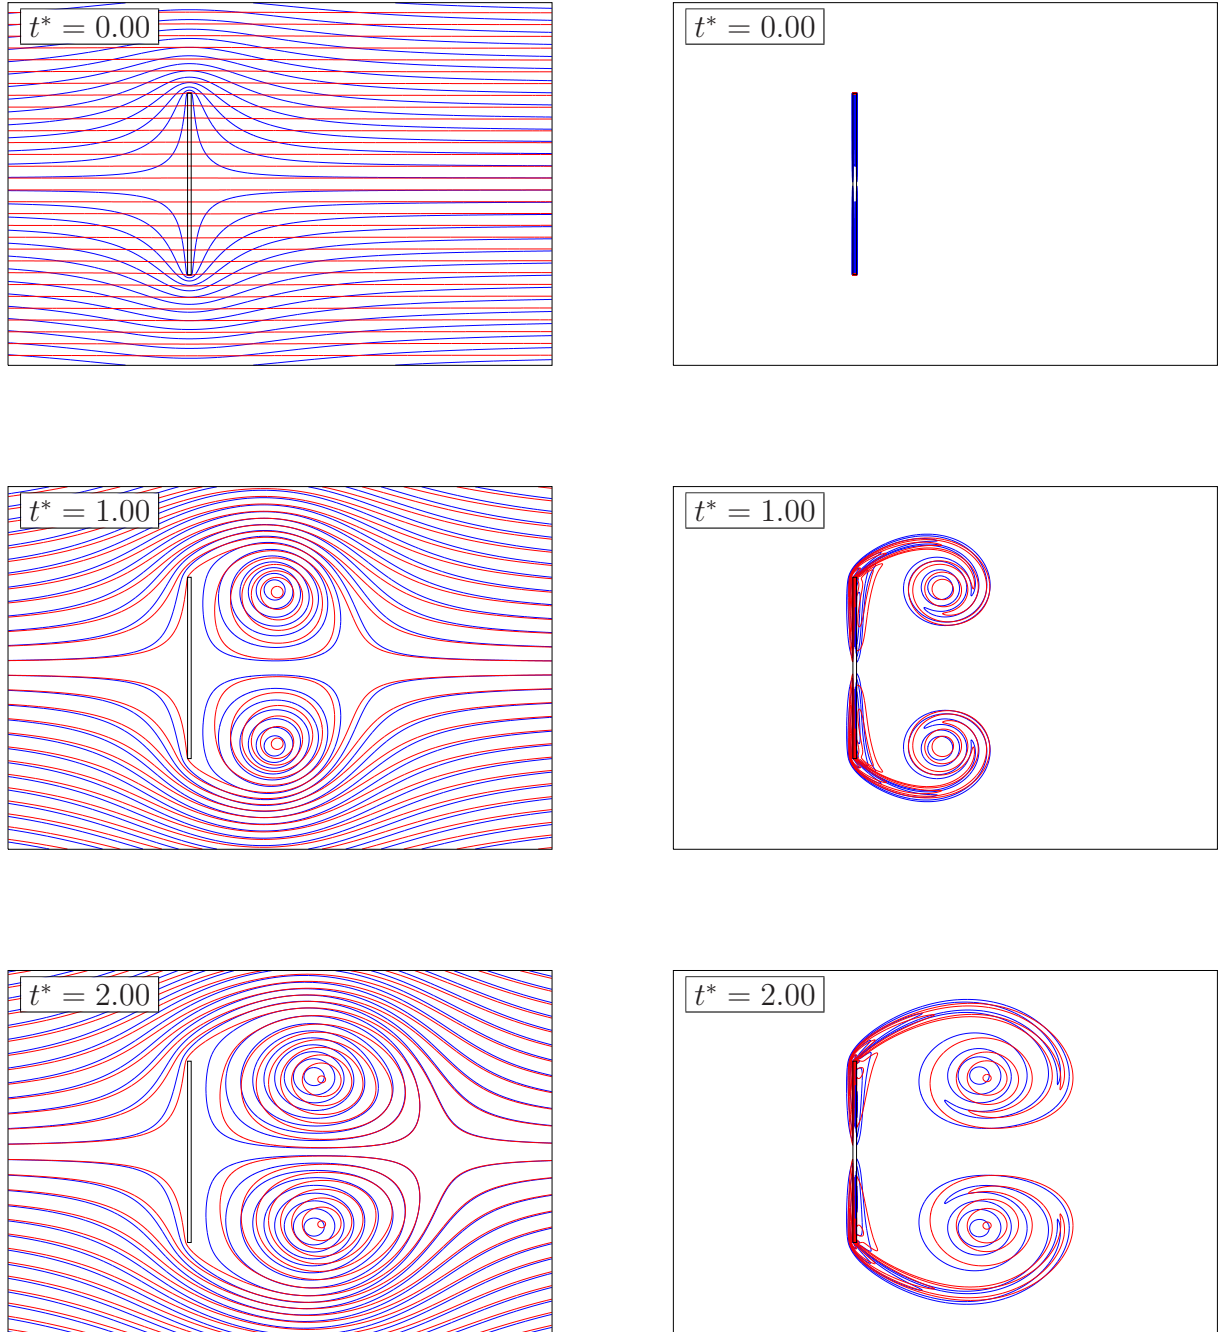 t* = 0.00
t* = 0.00
t* = 1.00
t* = 1.00
t* = 2.00
t* = 2.00